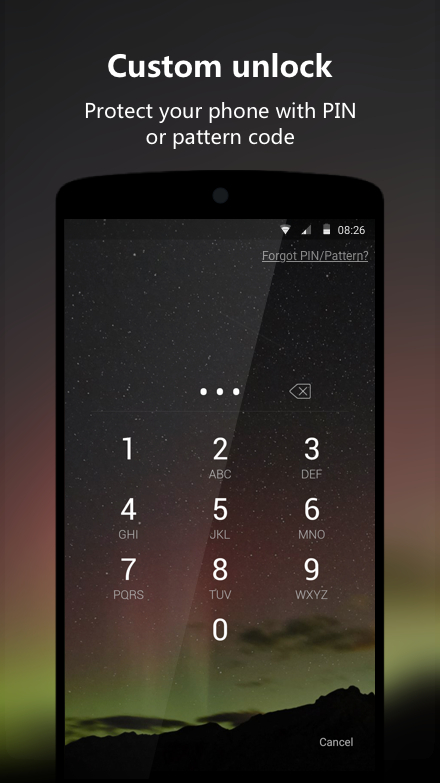 Custom unlock
Protect your phone with PIN
or pattern code
08:26
Forgot PIN/Pattern?
1 2 3
ABC DEF
4 5 6
GHI JKL MNO
7 8 9
PQRS TUV WXYZ
0
Cancel